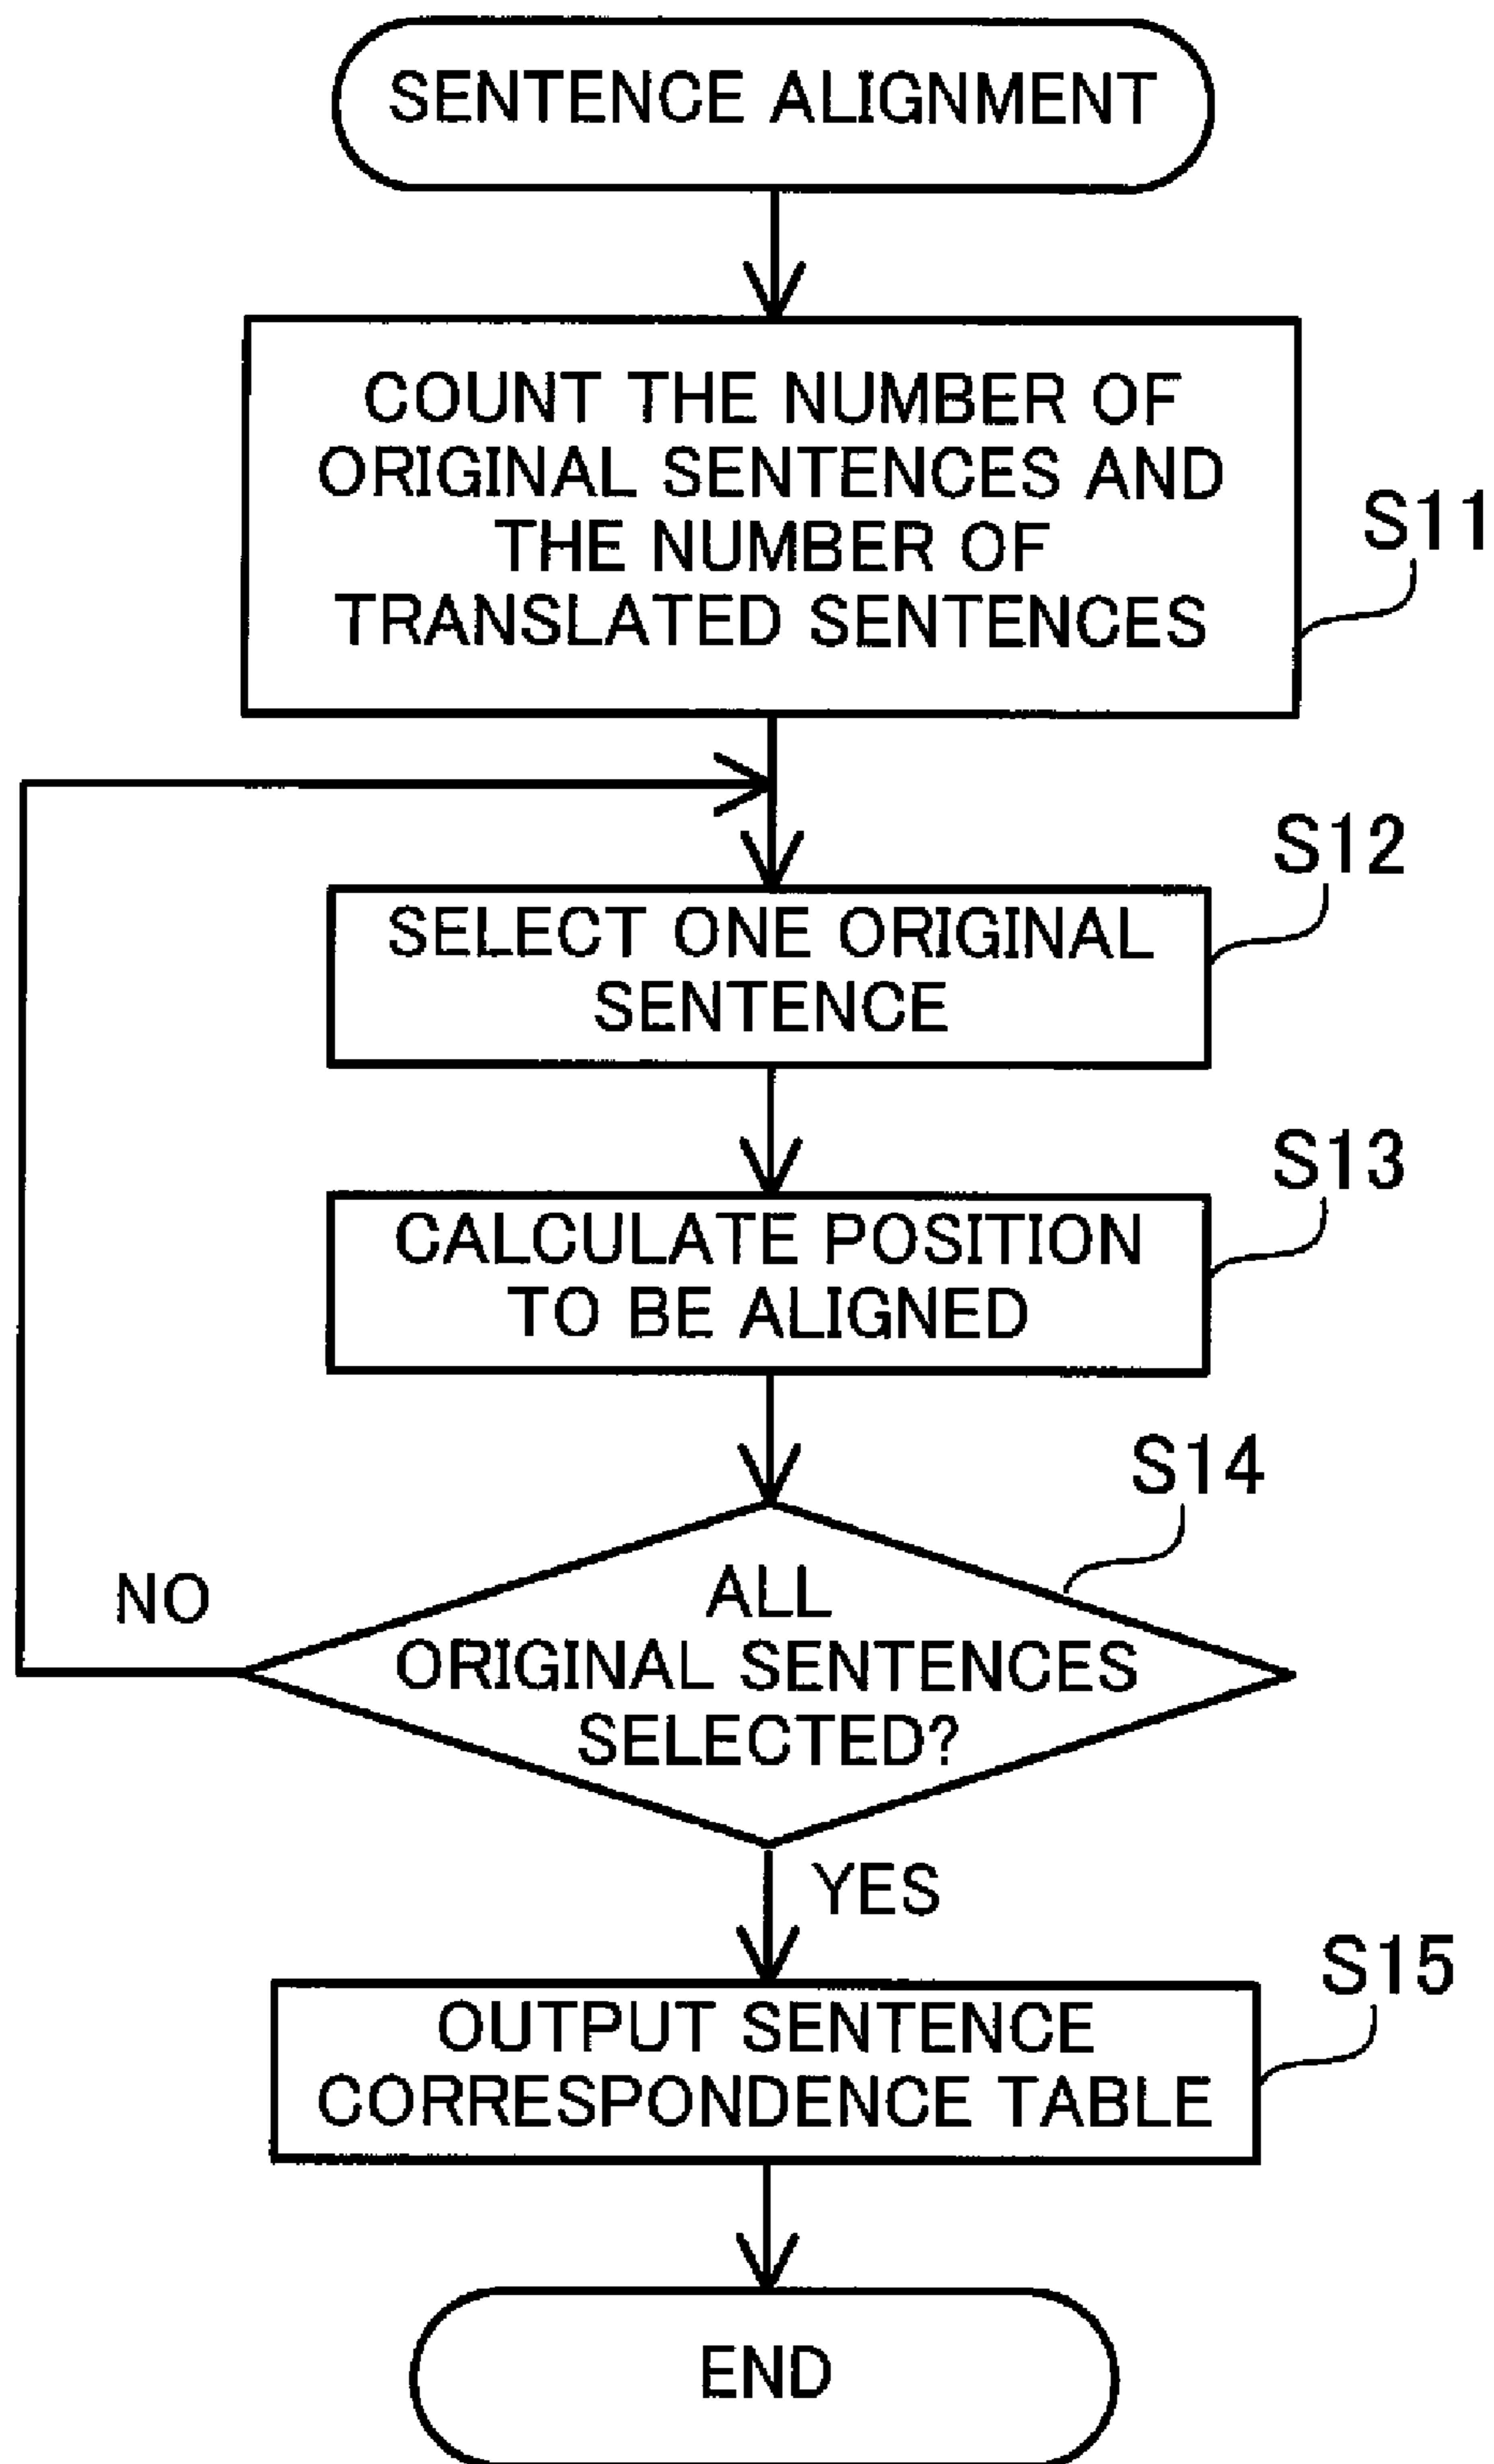 SENTENCE ALIGNMENT
COUNT THE NUMBER OF
ORIGINAL SENTENCES AND
THE NUMBER OF
TRANSLATED SENTENCES
S11
S12
SELECT ONE ORIGINAL
SENTENCE
S13
CALCULATE POSITION
TO BE ALIGNED
S14
NO
ALL
ORIGINAL SENTENCES
SELECTED?
YES
S15
OUTPUT SENTENCE
CORRESPONDENCE TABLE
END